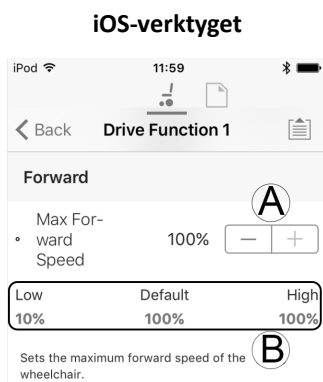 iOS-verktyget
iPod 11:59
Back Drive Function 1
Forward
A
Max For-
ward
Speed
100% − +
Low Default High
10% 100% 100%
B
Sets the maximum forward speed of the
wheelchair.